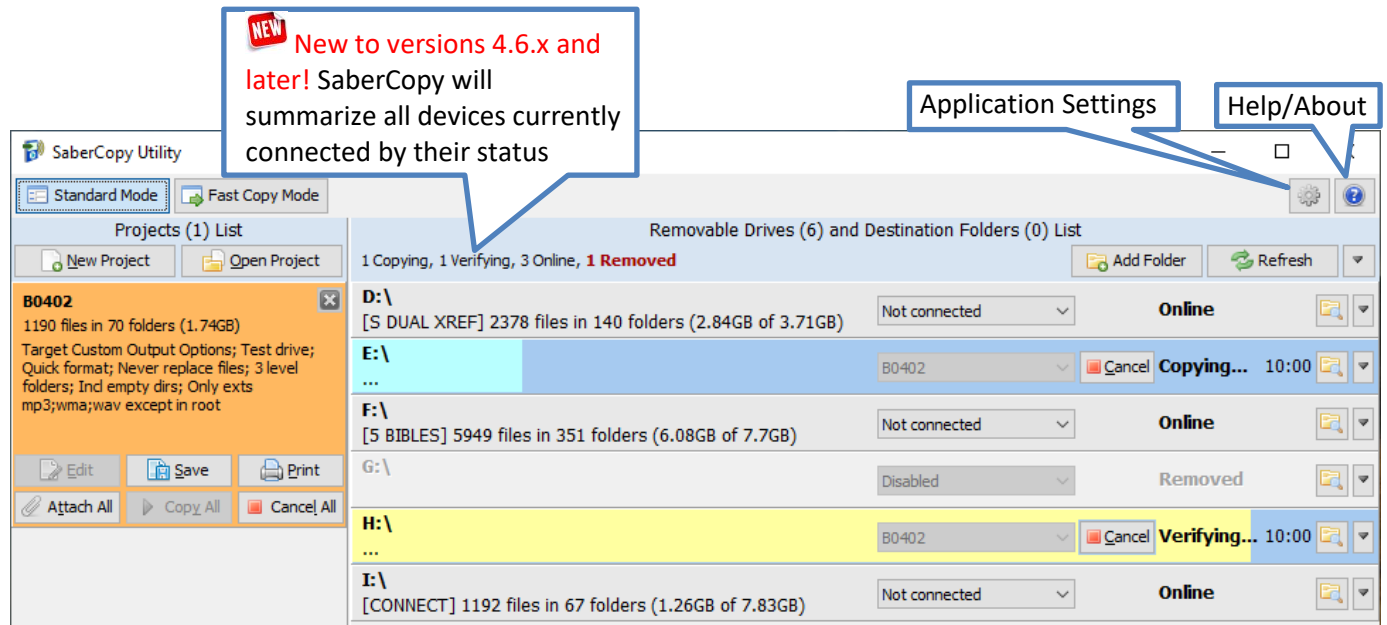 NEW New to versions 4.6.x and
later! SaberCopy will
summarize all devices currently
connected by their status
Application Settings
Help/About
SaberCopy Utility
Standard Mode
Fast Copy Mode
Projects (1) List
Removable Drives (6) and Destination Folders (0) List
New Project
Open Project
1 Copying, 1 Verifying, 3 Online, 1 Removed
Add Folder
Refresh
B0402
1190 files in 70 folders (1.74GB)
Target Custom Output Options; Test drive;
Quick format; Never replace files; 3 level
folders; Incl empty dirs; Only exts
mp3;wma;wav except in root
Edit
Save
Print
Attach All
Copy All
Cancel All
D:\
[S DUAL XREF] 2378 files in 140 folders (2.84GB of 3.71GB)
Not connected
Online
E:\
...
B0402
Cancel
Copying...
10:00
F:\
[5 BIBLES] 5949 files in 351 folders (6.08GB of 7.7GB)
Not connected
Online
G:\
Disabled
Removed
H:\
...
B0402
Cancel
Verifying...
10:00
I:\
[CONNECT] 1192 files in 67 folders (1.26GB of 7.83GB)
Not connected
Online